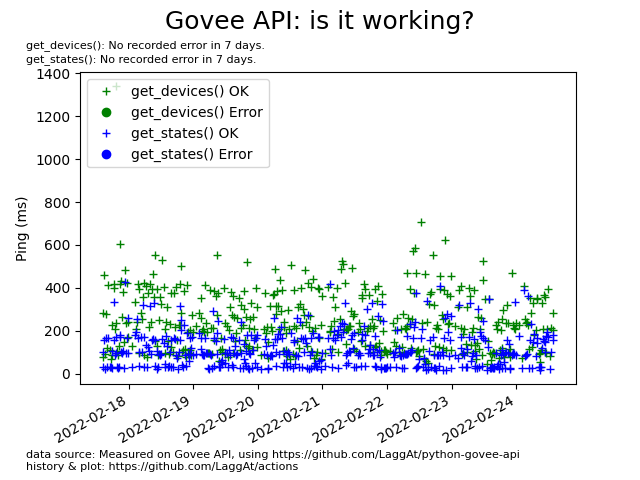 Govee API: is it working?
get_devices(): No recorded error in 7 days.
get_states(): No recorded error in 7 days.
1400
1200
1000
800
600
400
200
0
Ping (ms)
get_devices() OK
get_devices() Error
get_states() OK
get_states() Error
2022-02-18
2022-02-19
2022-02-20
2022-02-21
2022-02-22
2022-02-23
2022-02-24
data source: Measured on Govee API, using https://github.com/LaggAt/python-govee-api
history & plot: https://github.com/LaggAt/actions